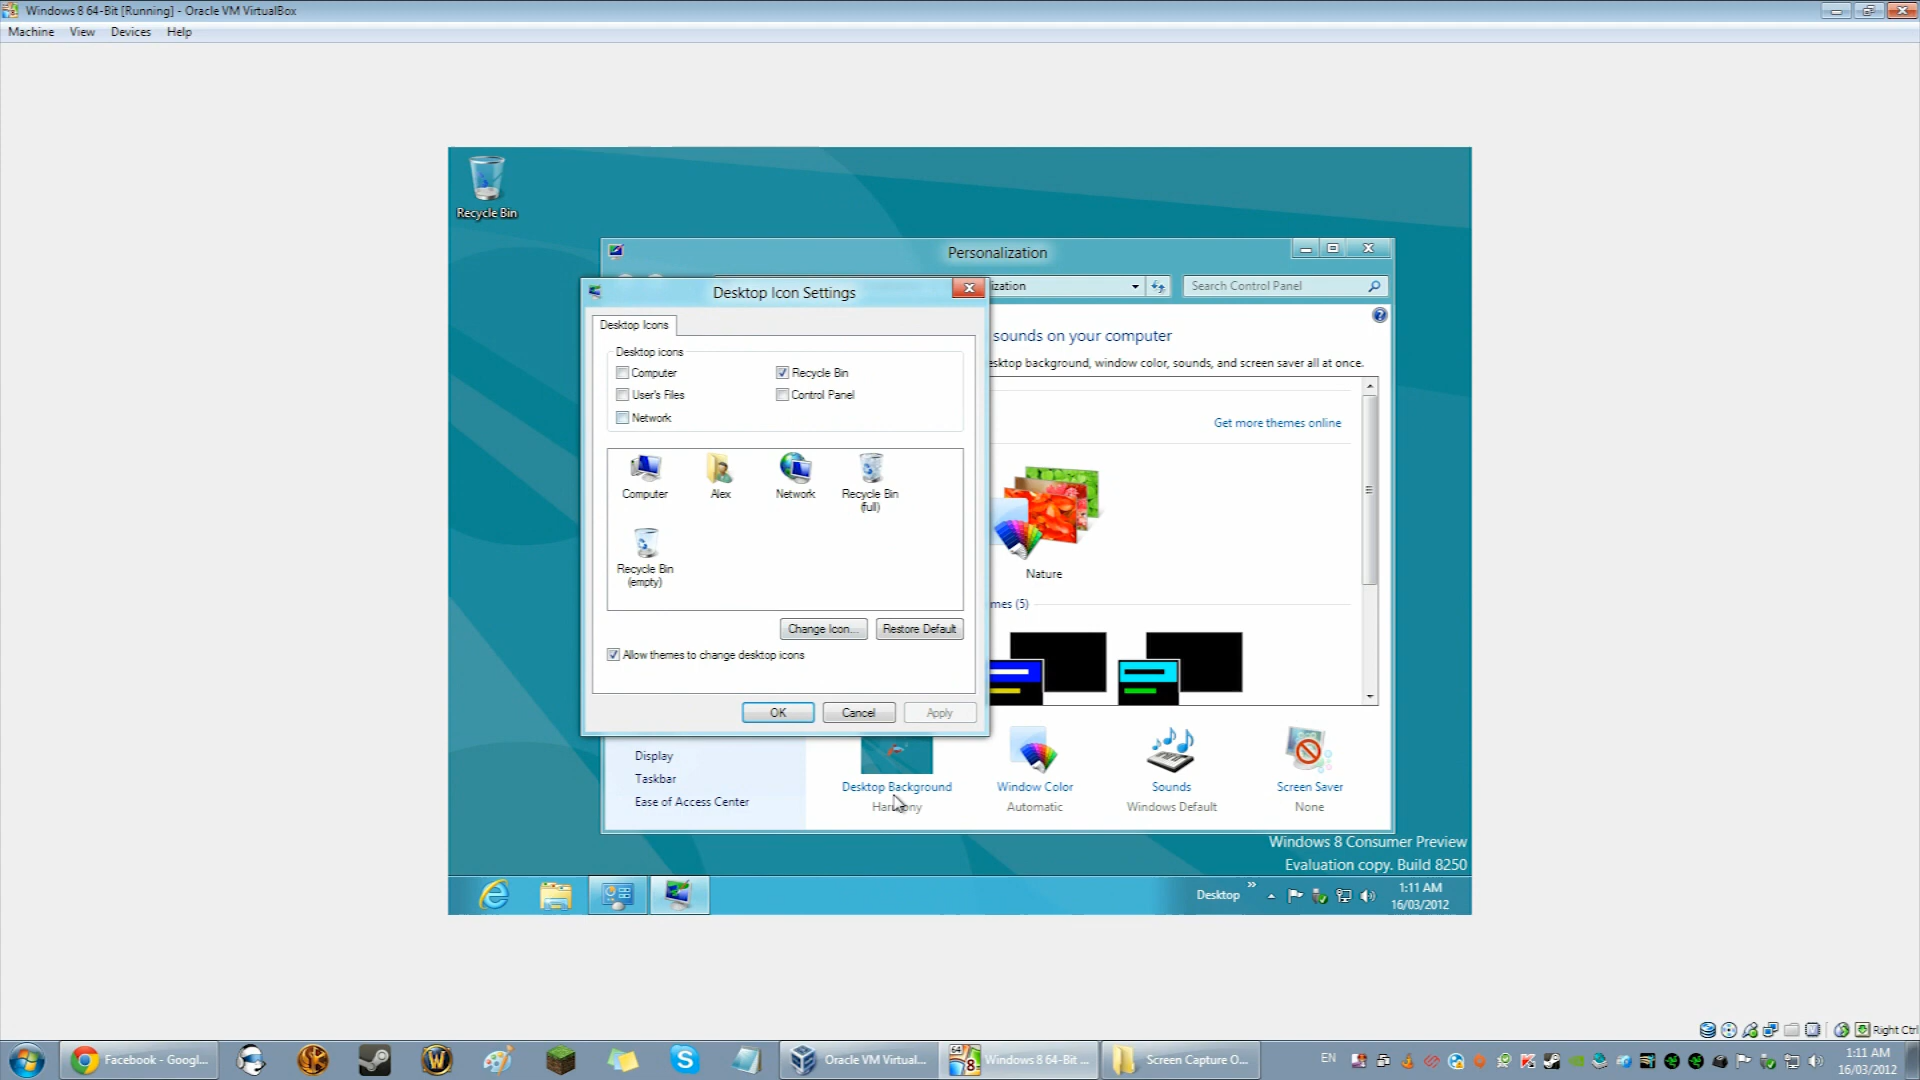 Windows 8 64-Bit [Running] - Oracle VM VirtualBox
Machine View Devices Help
Recycle Bin
Personalization
Desktop Icon Settings
ization
Search Control Panel
Desktop Icons
sounds on your computer
Desktop icons
esktop background, window color, sounds, and screen saver all at once.
Computer
Recycle Bin
User's Files
Control Panel
Network
Get more themes online
Computer
Alex
Network
Recycle Bin
(full)
Recycle Bin
(empty)
Nature
mes (5)
Change Icon...
Restore Default
Allow themes to change desktop icons
OK
Cancel
Apply
Display
Taskbar
Ease of Access Center
Desktop Background
Harmony
Window Color
Automatic
Sounds
Windows Default
Screen Saver
None
Windows 8 Consumer Preview
Evaluation copy. Build 8250
Desktop
1:11 AM
16/03/2012
Right Ctrl
Facebook - Googl...
Oracle VM Virtual...
64
8
Windows 8 64-Bit ...
Screen Capture O...
EN
1:11 AM
16/03/2012